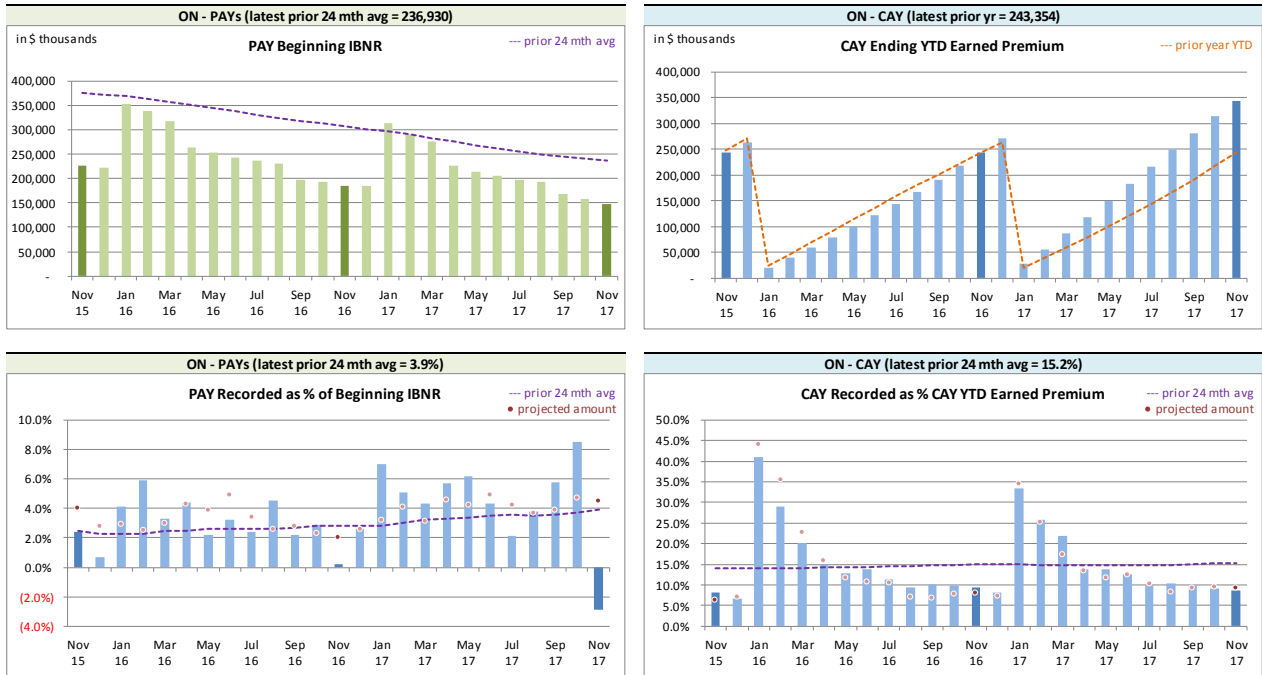 ON - PAYs (latest prior 24 mth avg = 236,930)
in $ thousands
PAY Beginning IBNR
--- prior 24 mth avg
400,000
350,000
300,000
250,000
200,000
150,000
100,000
50,000
-
Nov Jan Mar May Jul Sep Nov Jan Mar May Jul Sep Nov
15 16 16 16 16 16 16 17 17 17 17 17 17
ON - CAY (latest prior yr = 243,354)
in $ thousands
CAY Ending YTD Earned Premium
--- prior year YTD
400,000
350,000
300,000
250,000
200,000
150,000
100,000
50,000
-
Nov Jan Mar May Jul Sep Nov Jan Mar May Jul Sep Nov
15 16 16 16 16 16 16 17 17 17 17 17 17
ON - PAYs (latest prior 24 mth avg = 3.9%)
PAY Recorded as % of Beginning IBNR
--- prior 24 mth avg
• projected amount
10.0%
8.0%
6.0%
4.0%
2.0%
0.0%
(2.0%)
(4.0%)
Nov Jan Mar May Jul Sep Nov Jan Mar May Jul Sep Nov
15 16 16 16 16 16 16 17 17 17 17 17 17
ON - CAY (latest prior 24 mth avg = 15.2%)
CAY Recorded as % CAY YTD Earned Premium
--- prior 24 mth avg
• projected amount
50.0%
45.0%
40.0%
35.0%
30.0%
25.0%
20.0%
15.0%
10.0%
5.0%
0.0%
Nov Jan Mar May Jul Sep Nov Jan Mar May Jul Sep Nov
15 16 16 16 16 16 16 17 17 17 17 17 17